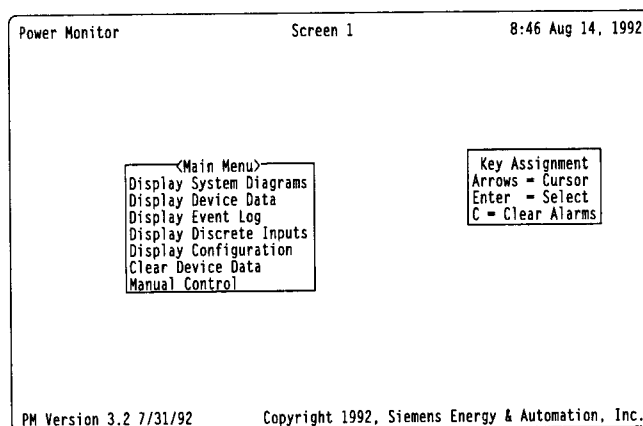 Power Monitor Screen 1 8:46 Aug 14, 1992
<Main Menu>
Display System Diagrams
Display Device Data
Display Event Log
Display Discrete Inputs
Display Configuration
Clear Device Data
Manual Control
Key Assignment
Arrows = Cursor
Enter = Select
C = Clear Alarms
PM Version 3.2 7/31/92 Copyright 1992, Siemens Energy & Automation, Inc.